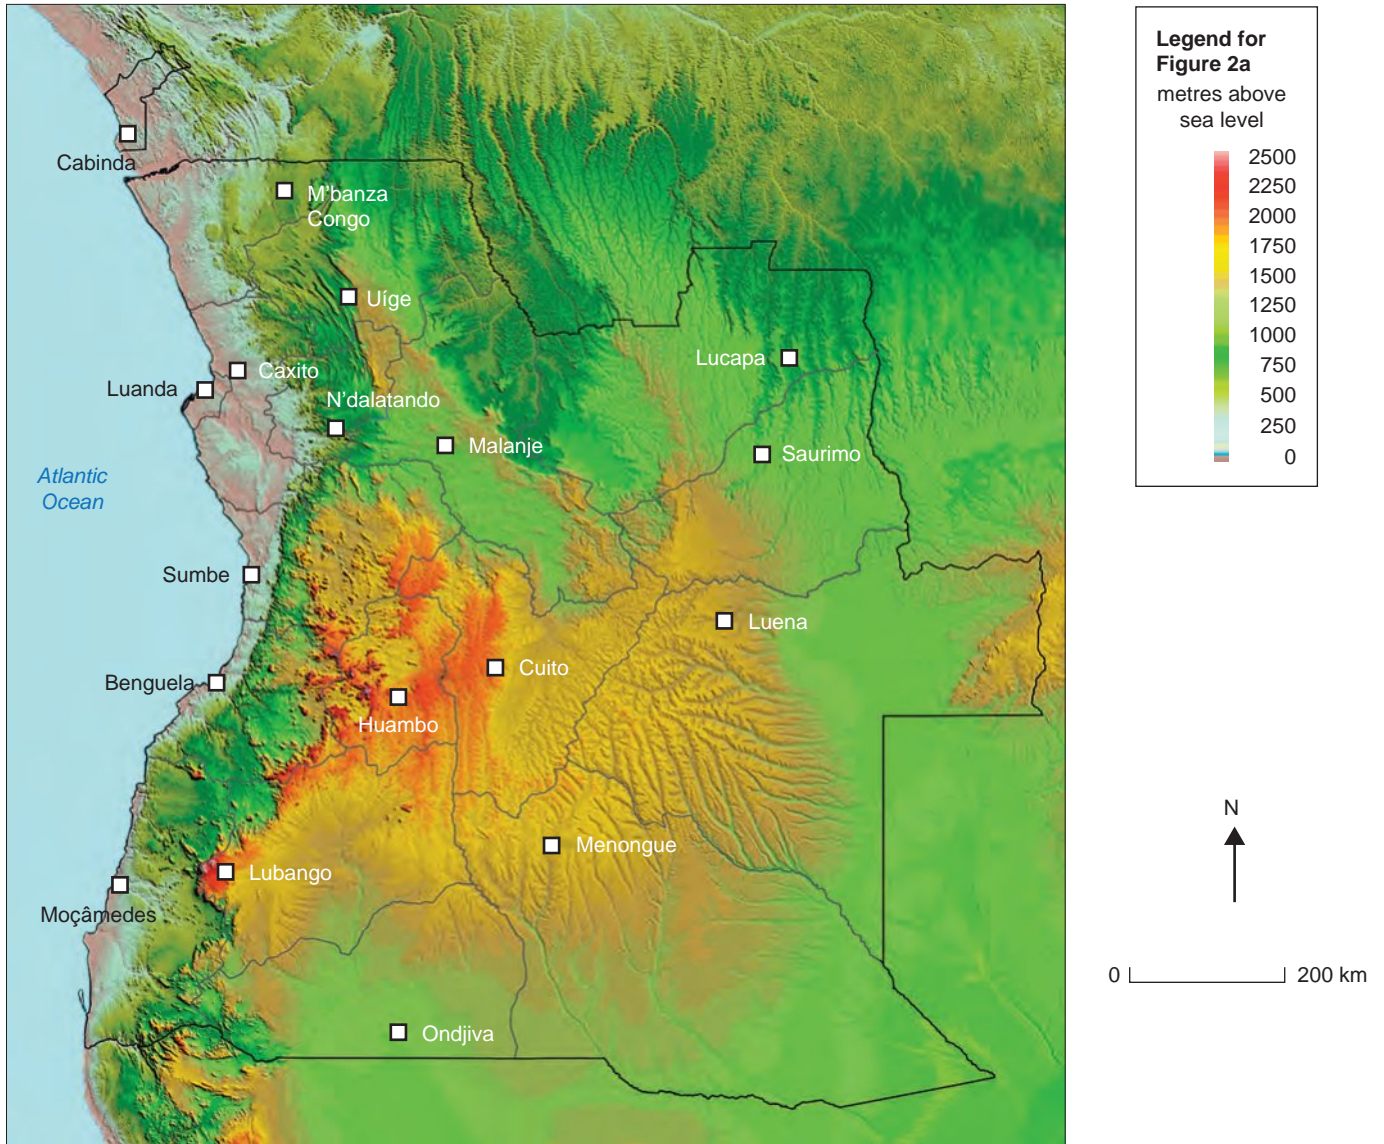 Cabinda
M'banza
Congo
Uíge
Caxito
Luanda
N'dalatando
Malanje
Lucapa
Saurimo
Atlantic
Ocean
Sumbe
Luena
Benguela
Cuito
Huambo
Menongue
Lubango
Moçâmedes
Ondjiva
Legend for
Figure 2a
metres above
sea level
2500
2250
2000
1750
1500
1250
1000
750
500
250
0
N
0 200 km